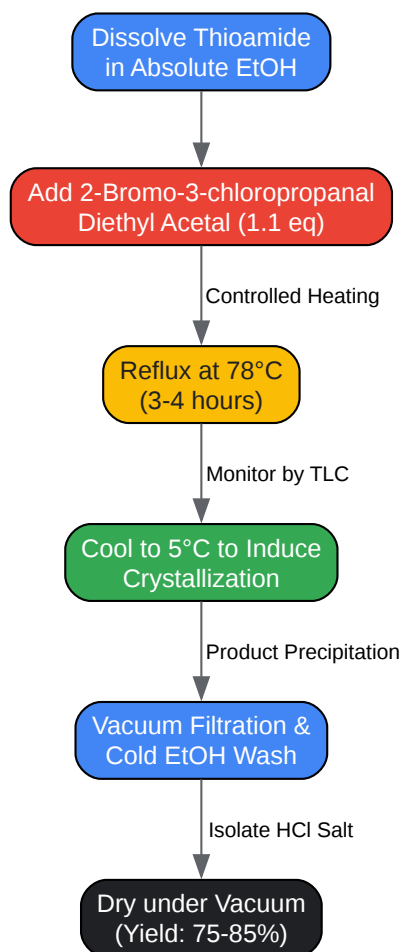 Dissolve Thioamide
in Absolute EtOH
Add 2-Bromo-3-chloropropanal
Diethyl Acetal (1.1 eq)
Controlled Heating
Reflux at 78°C
(3-4 hours)
Monitor by TLC
Cool to 5°C to Induce
Crystallization
Product Precipitation
Vacuum Filtration &
Cold EtOH Wash
Isolate HCl Salt
Dry under Vacuum
(Yield: 75-85%)